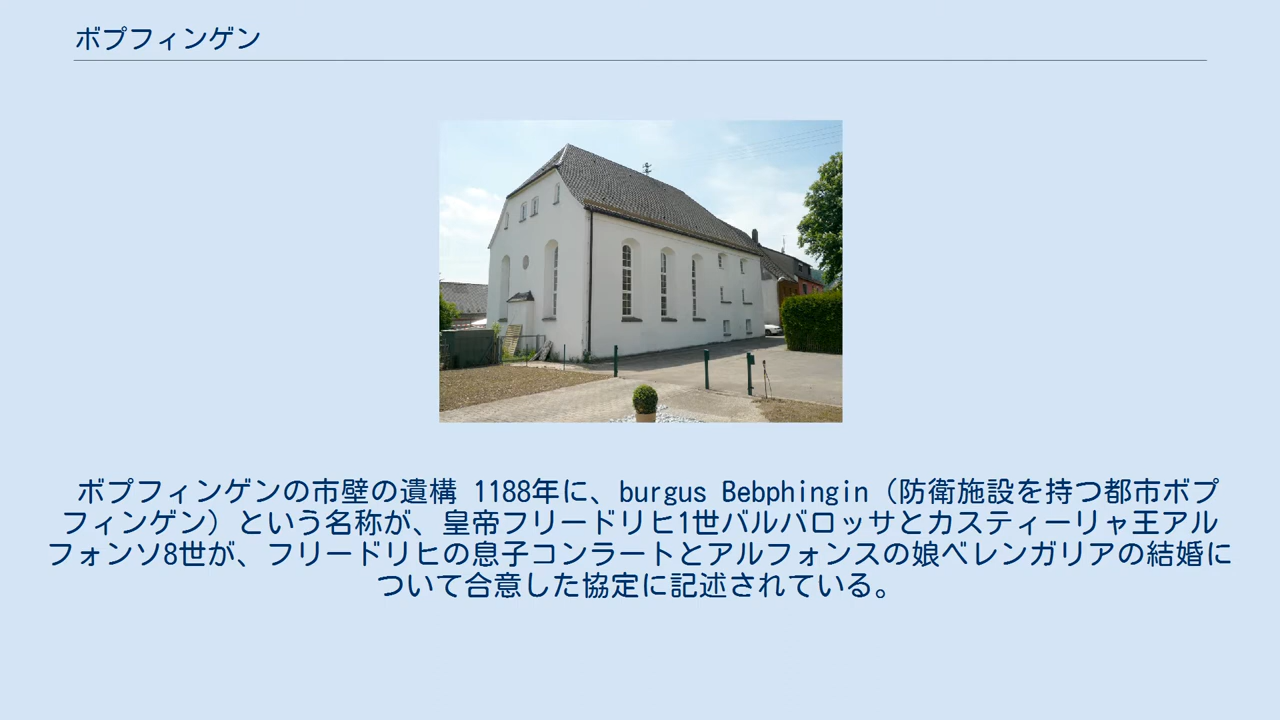 ボプフィンゲン
ボプフィンゲンの市壁の遺構 1188年に、burgus Bebphingin（防衛施設を持つ都市ボプ
フィンゲン）という名称が、皇帝フリードリヒ1世バルバロッサとカスティーリャ王アル
フォンソ8世が、フリードリヒの息子コンラートとアルフォンスの娘ベレンガリアの結婚に
ついて合意した協定に記述されている。